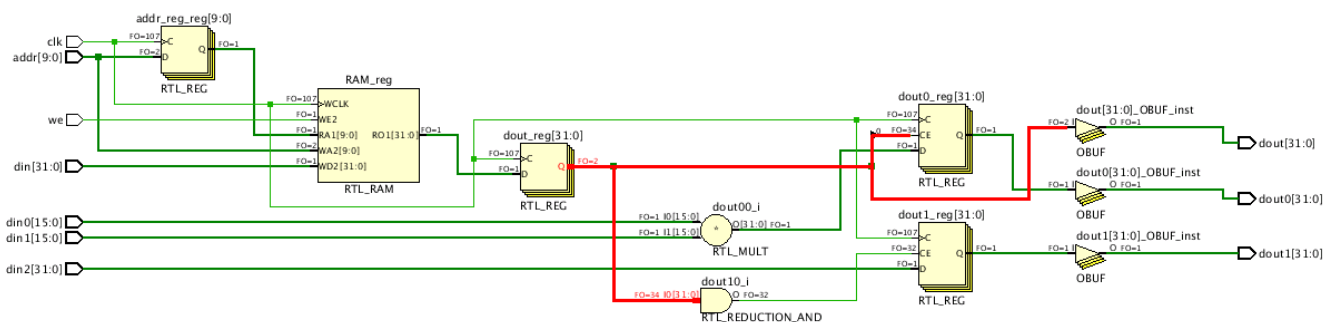 addr_reg_reg[9:0]
clk
FO=107
C
Q
FO=1
addr[9:0]
FO=2
D
RTL_REG
RAM_reg
FO=107
WCLK
we
FO=1
WE2
FO=1
RA1[9:0]
RO1[31:0]
FO=1
FO=2
WA2[9:0]
din[31:0]
FO=1
WD2[31:0]
RTL_RAM
dout_reg[31:0]
FO=107
C
Q
FO=2
FO=1
D
RTL_REG
din0[15:0]
din1[15:0]
dout00_i
FO=1 I0[15:0]
FO=1 I1[15:0]
*
O[31:0] FO=1
RTL_MULT
din2[31:0]
dout10_i
FO=34 I0[31:0]
O FO=32
RTL_REDUCTION_AND
dout0_reg[31:0]
FO=107
C
0
FO=34
CE
Q
FO=1
FO=1
D
RTL_REG
dout1_reg[31:0]
FO=107
C
FO=32
CE
Q
FO=1
FO=1
D
RTL_REG
dout[31:0]_OBUF_inst
FO=2 I
O FO=1
OBUF
dout[31:0]
dout0[31:0]_OBUF_inst
FO=1 I
O FO=1
OBUF
dout0[31:0]
dout1[31:0]_OBUF_inst
FO=1 I
O FO=1
OBUF
dout1[31:0]